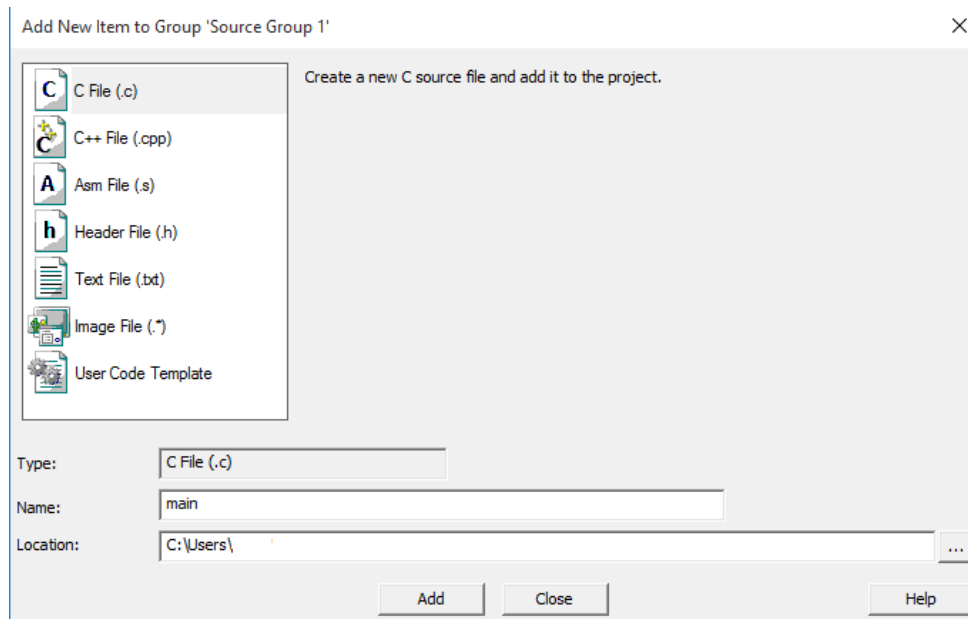 Add New Item to Group 'Source Group 1'
C File (.c)
Create a new C source file and add it to the project.
C++ File (.cpp)
Asm File (.s)
Header File (.h)
Text File (.txt)
Image File (.*)
User Code Template
Type:
C File (.c)
Name:
main
Location:
C:\Users\
...
Add
Close
Help